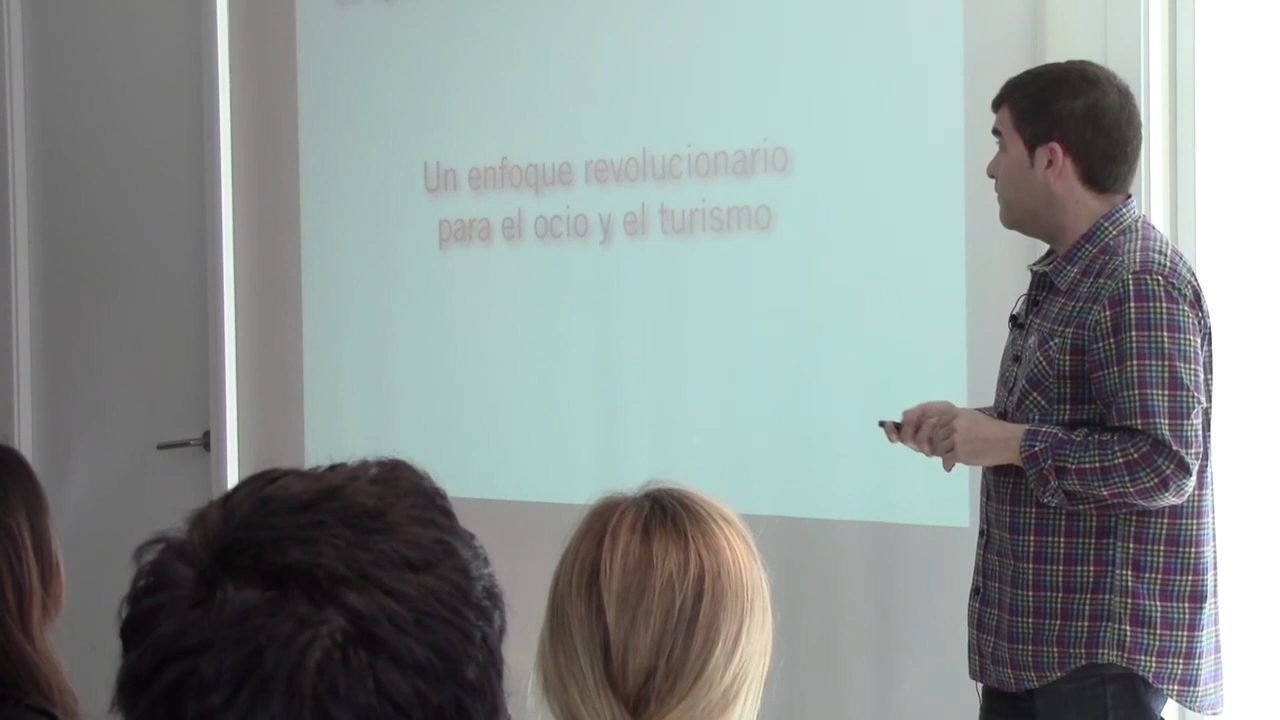 Un enfoque revolucionario
para el ocio y el turismo